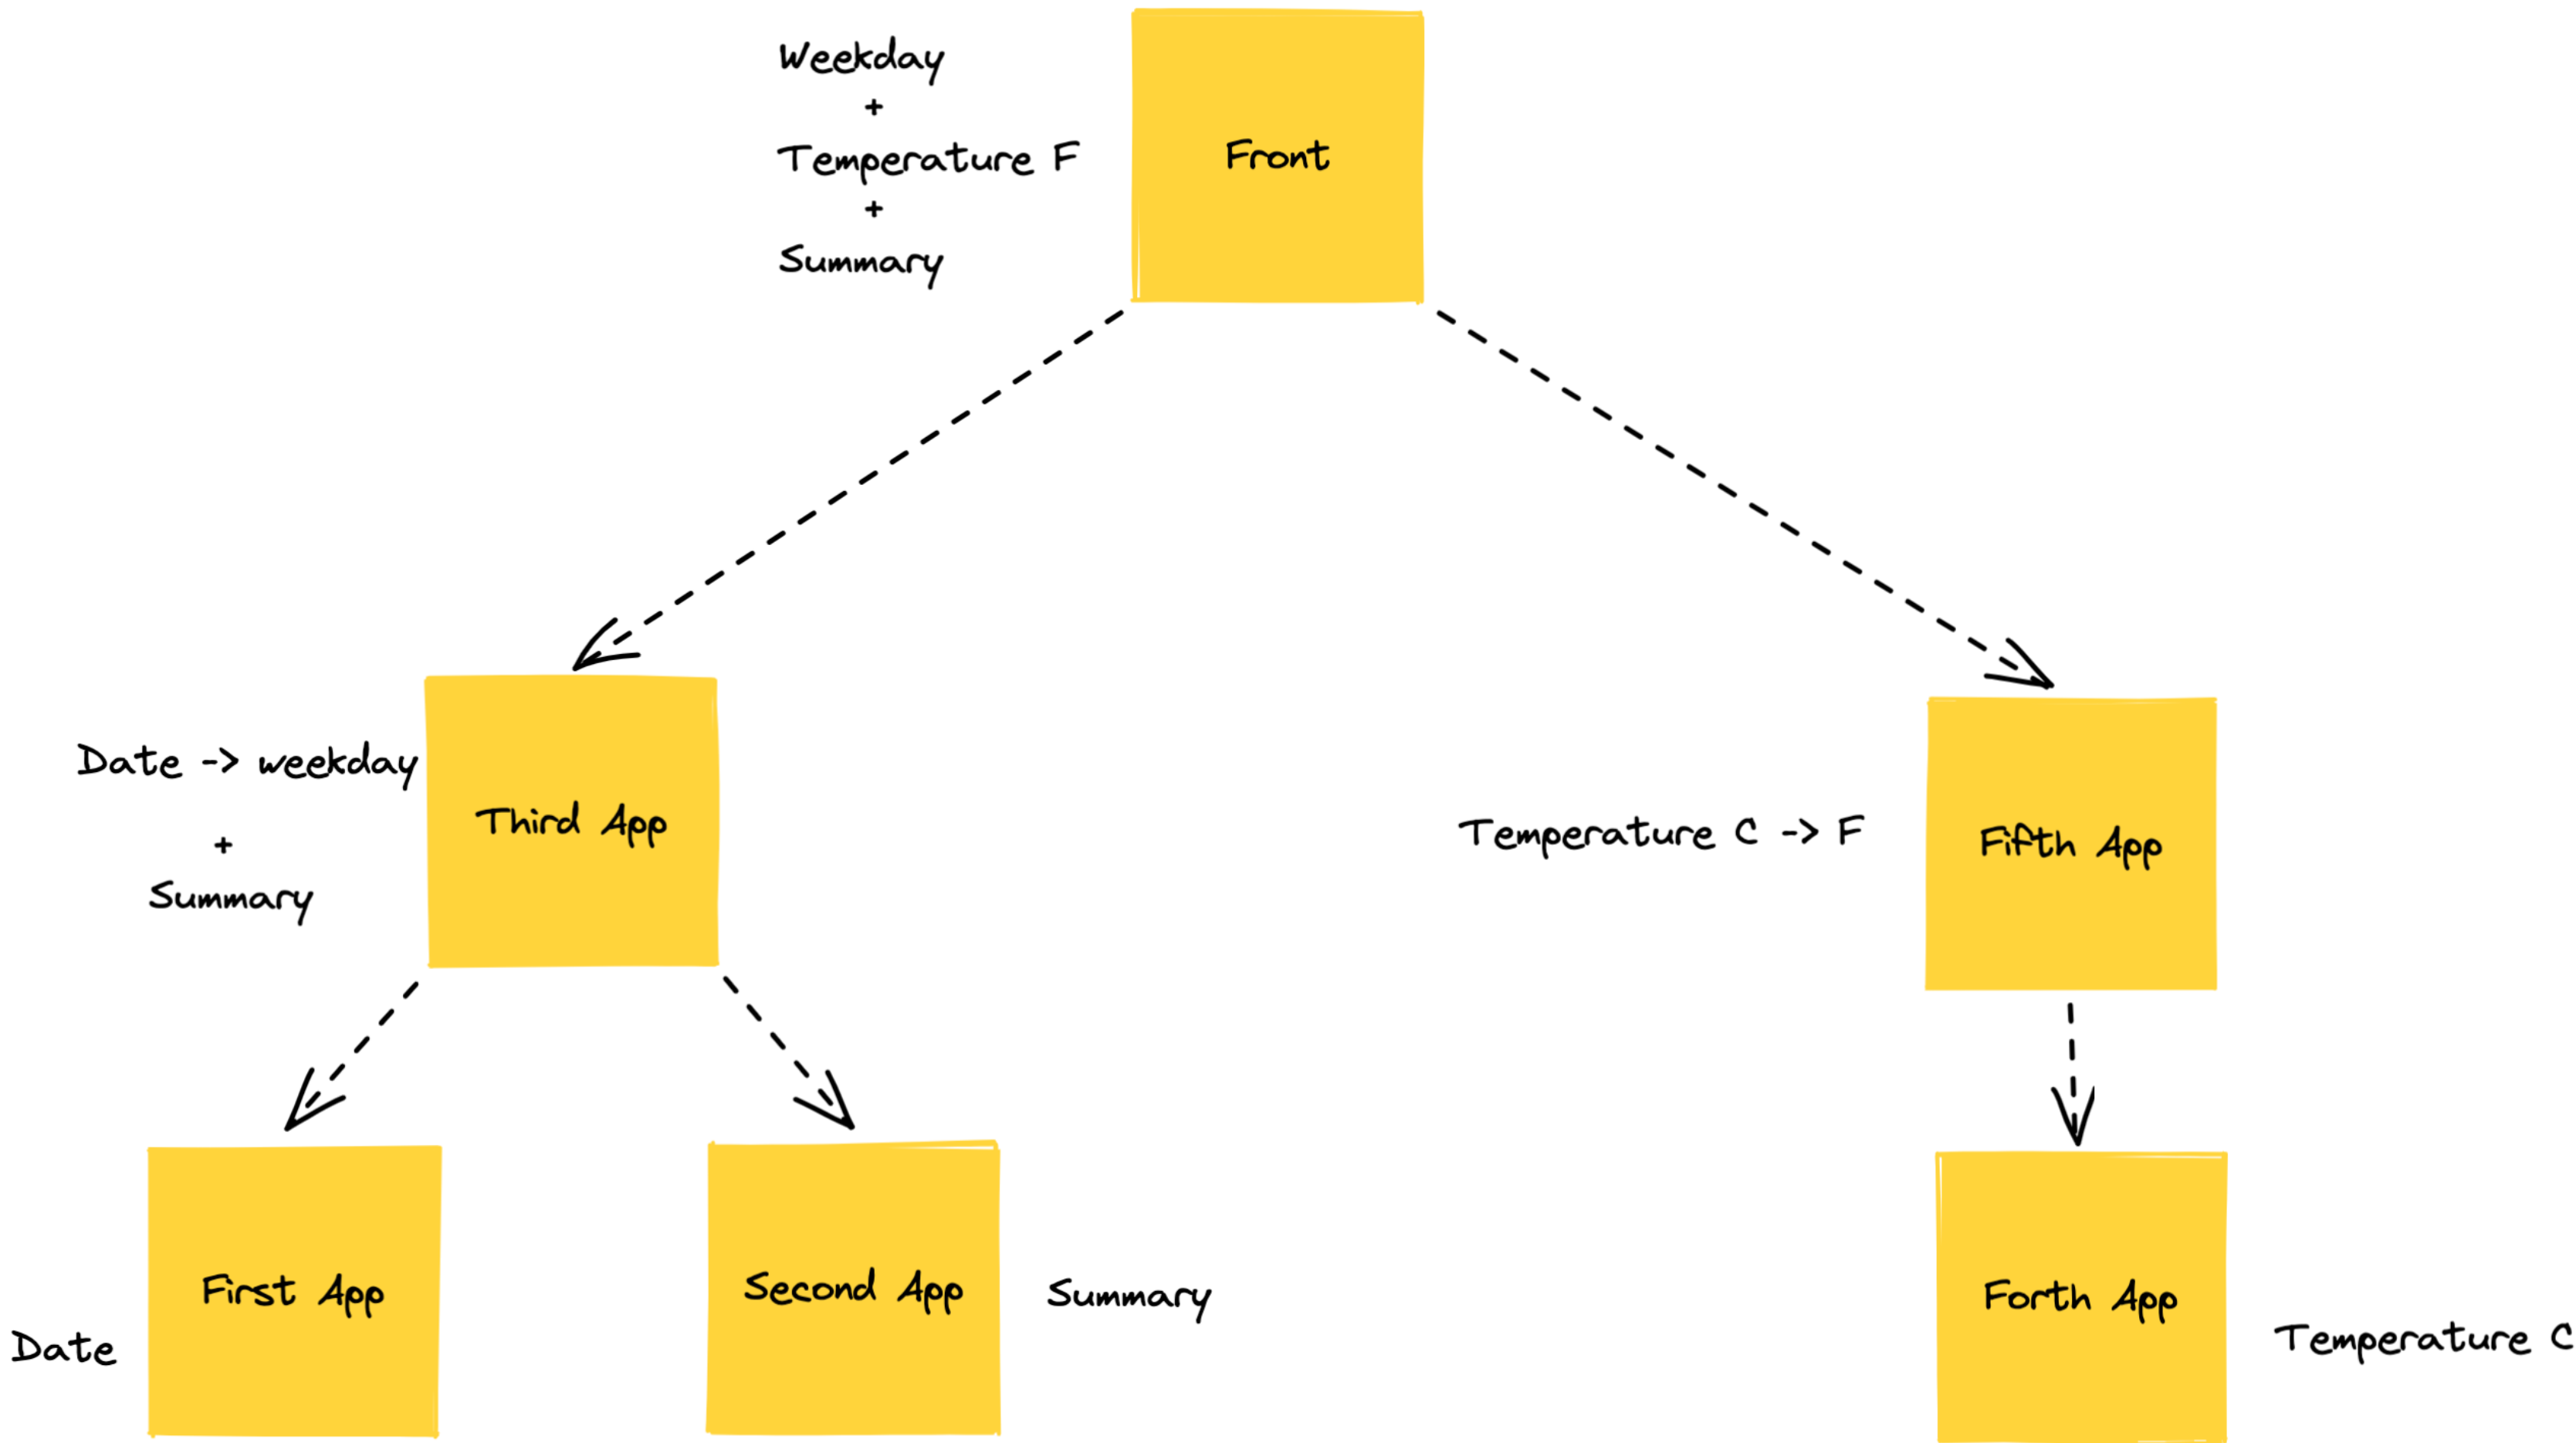 Weekday
+
Temperature F
+
Summary
Front
Date -> weekday
+
Summary
Third App
Temperature C -> F
Fifth App
Date
First App
Second App
Summary
Forth App
Temperature C